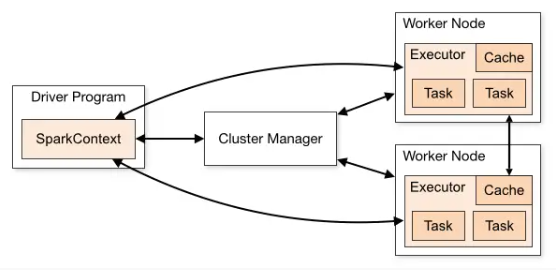 Driver Program
SparkContext
Cluster Manager
Worker Node
Executor
Cache
Task
Task
Worker Node
Executor
Cache
Task
Task